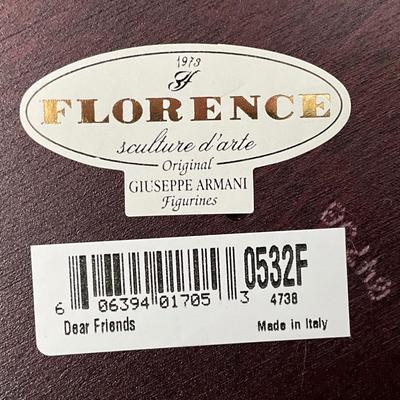 1973
FLORENCE
sculture d'arte
Original
GIUSEPPE ARMANI
Figurines
0532F
6 06394 01705 3 4738
Dear Friends Made in Italy